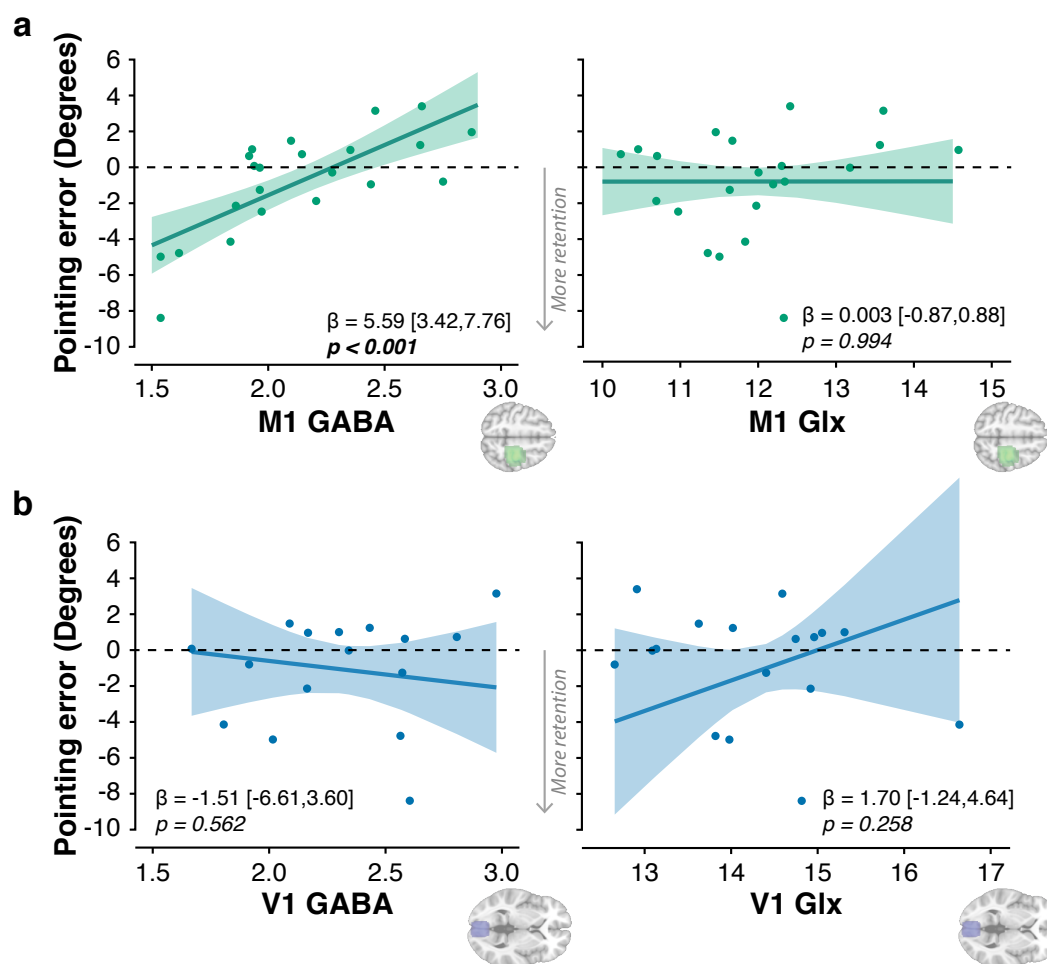 a
Pointing error (Degrees)
6
4
2
0
-2
-4
-6
-8
-10
β = 5.59 [3.42,7.76]
p < 0.001
1.5 2.0 2.5 3.0
M1 GABA
More retention
β = 0.003 [-0.87,0.88]
p = 0.994
10 11 12 13 14 15
M1 Glx
b
Pointing error (Degrees)
6
4
2
0
-2
-4
-6
-8
-10
β = -1.51 [-6.61,3.60]
p = 0.562
1.5 2.0 2.5 3.0
V1 GABA
More retention
β = 1.70 [-1.24,4.64]
p = 0.258
13 14 15 16 17
V1 Glx